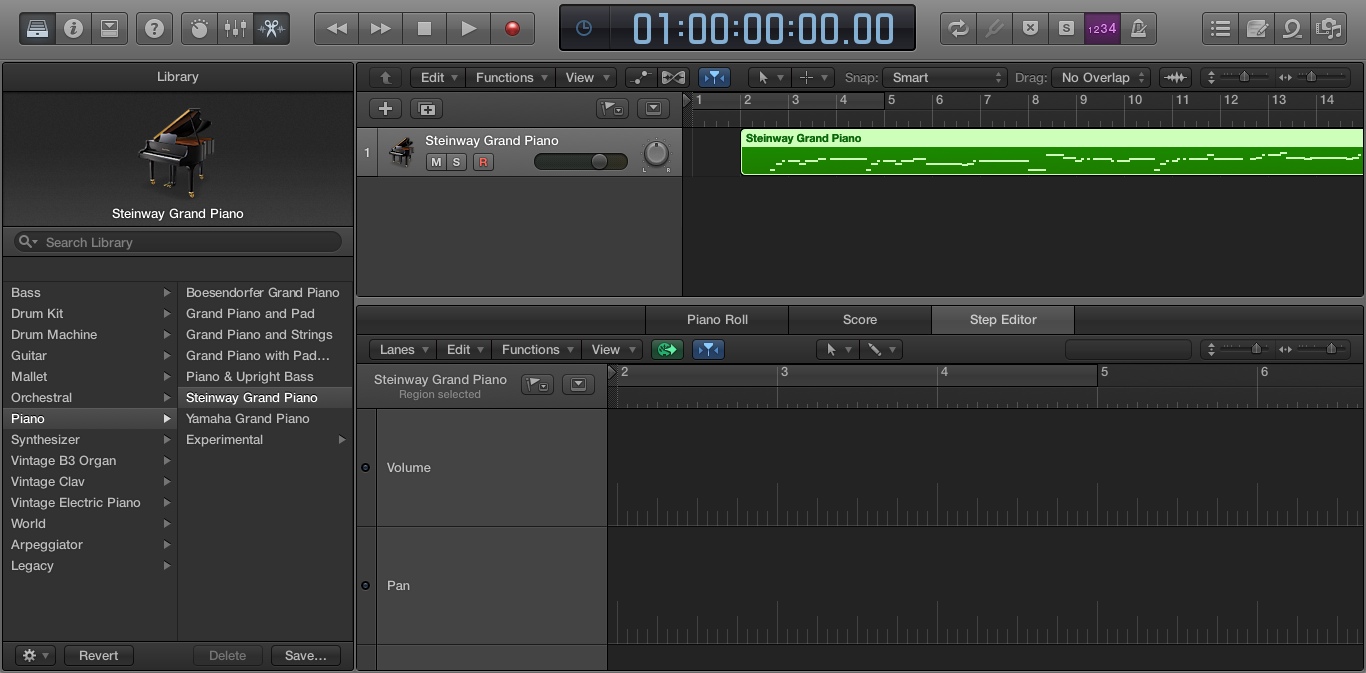 01:00:00:00.00
S
1234
Library
Steinway Grand Piano
Search Library
Bass
Drum Kit
Drum Machine
Guitar
Mallet
Orchestral
Piano
Synthesizer
Vintage B3 Organ
Vintage Clav
Vintage Electric Piano
World
Arpeggiator
Legacy
Boesendorfer Grand Piano
Grand Piano and Pad
Grand Piano and Strings
Grand Piano with Pad...
Piano & Upright Bass
Steinway Grand Piano
Yamaha Grand Piano
Experimental
Revert Delete Save...
Edit Functions View Snap: Smart Drag: No Overlap
1 2 3 4 5 6 7 8 9 10 11 12 13 14
1 Steinway Grand Piano
M S R
L R
Steinway Grand Piano
Piano Roll Score Step Editor
Lanes Edit Functions View
Steinway Grand Piano
Region selected
2 3 4 5 6
Volume
Pan